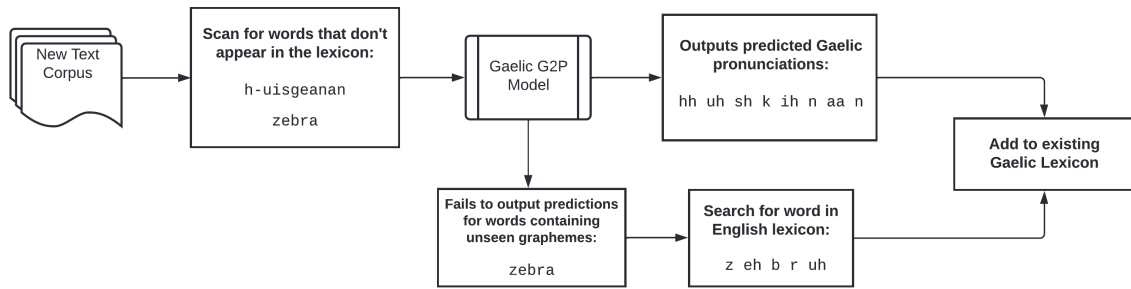 New Text
Corpus
Scan for words that don't
appear in the lexicon:
h-uisgeanan
zebra
Gaelic G2P
Model
Outputs predicted Gaelic
pronunciations:
hh uh sh k ih n aa n
Add to existing
Gaelic Lexicon
Fails to output predictions
for words containing
unseen graphemes:
zebra
Search for word in
English lexicon:
z eh b r uh